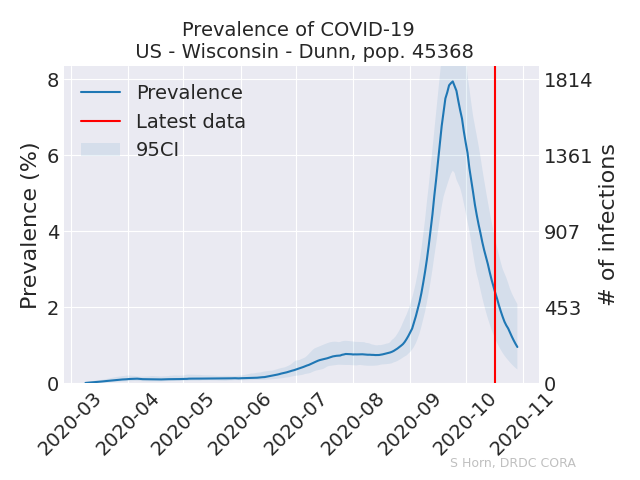 Prevalence of COVID-19
US - Wisconsin - Dunn, pop. 45368
Prevalence (%)
8
6
4
2
0
Prevalence
Latest data
95CI
1814
1361
907
453
0
# of infections
2020-03
2020-04
2020-05
2020-06
2020-07
2020-08
2020-09
2020-10
2020-11
S Horn, DRDC CORA